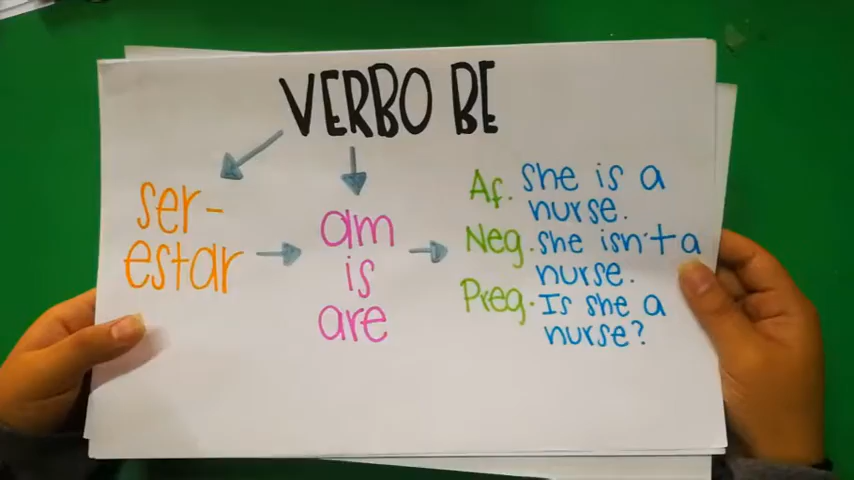 VERBO BE
ser-
estar
am
is
are
Af. she is a
nurse.
Neg. she isn't a
nurse.
Preg. Is she a
nurse?